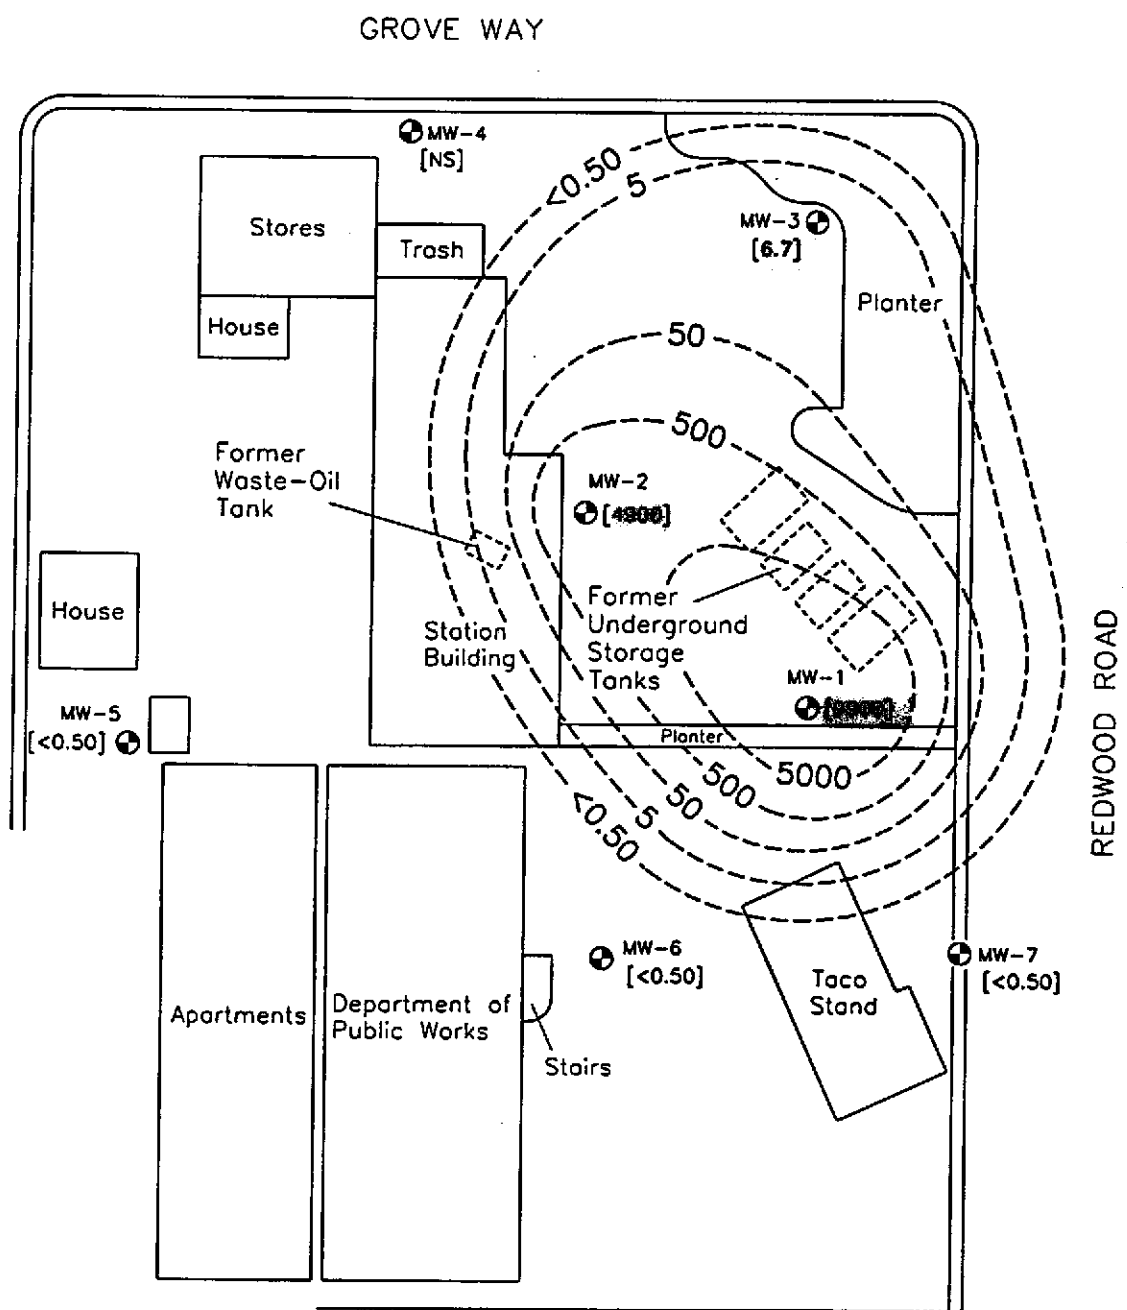 GROVE WAY
MW-4
[NS]
<0.50
5
Stores
Trash
MW-3
[6.7]
House
Planter
50
500
Former
Waste-Oil
Tank
MW-2
House
Former
Underground
Storage
Tanks
Station
Building
MW-1
REDWOOD ROAD
MW-5
[<0.50]
Planter
5000
500
50
5
<0.50
MW-6
[<0.50]
MW-7
[<0.50]
Taco
Stand
Apartments
Department of
Public Works
Stairs